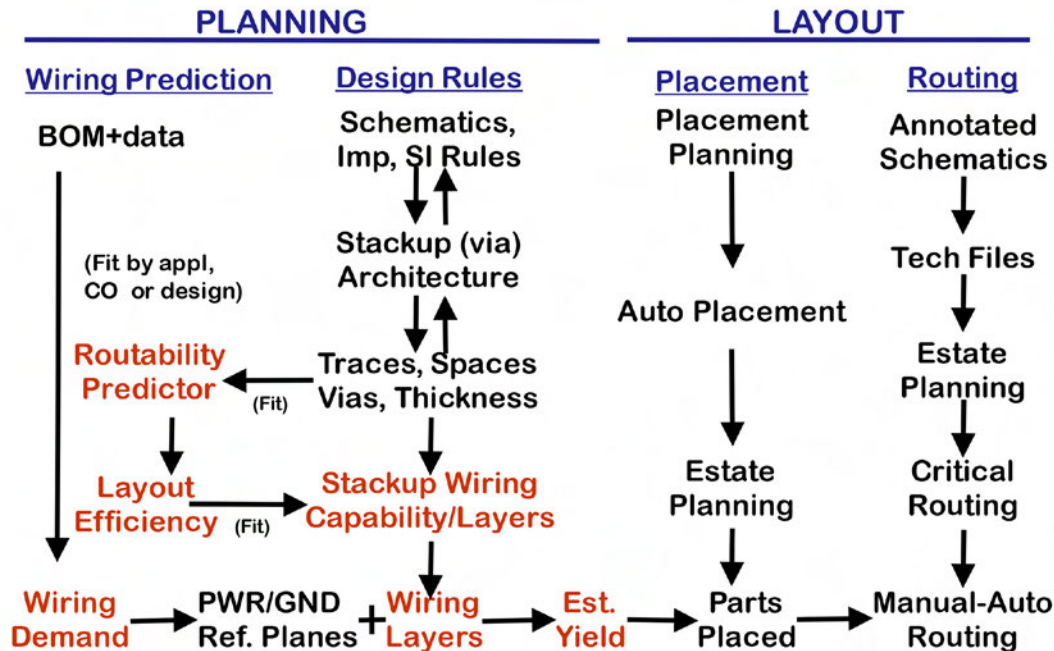 PLANNING
LAYOUT
Wiring Prediction
Design Rules
Placement
Routing
BOM+data
Schematics,
Imp, SI Rules
Placement
Planning
Annotated
Schematics
Stackup (via)
Architecture
Tech Files
(Fit by appl,
CO or design)
Auto Placement
Routability
Predictor
(Fit)
Traces, Spaces
Vias, Thickness
Estate
Planning
Layout
Efficiency
(Fit)
Stackup Wiring
Capability/Layers
Estate
Planning
Critical
Routing
Wiring
Demand
PWR/GND
Ref. Planes
+
Wiring
Layers
Est.
Yield
Parts
Placed
Manual-Auto
Routing